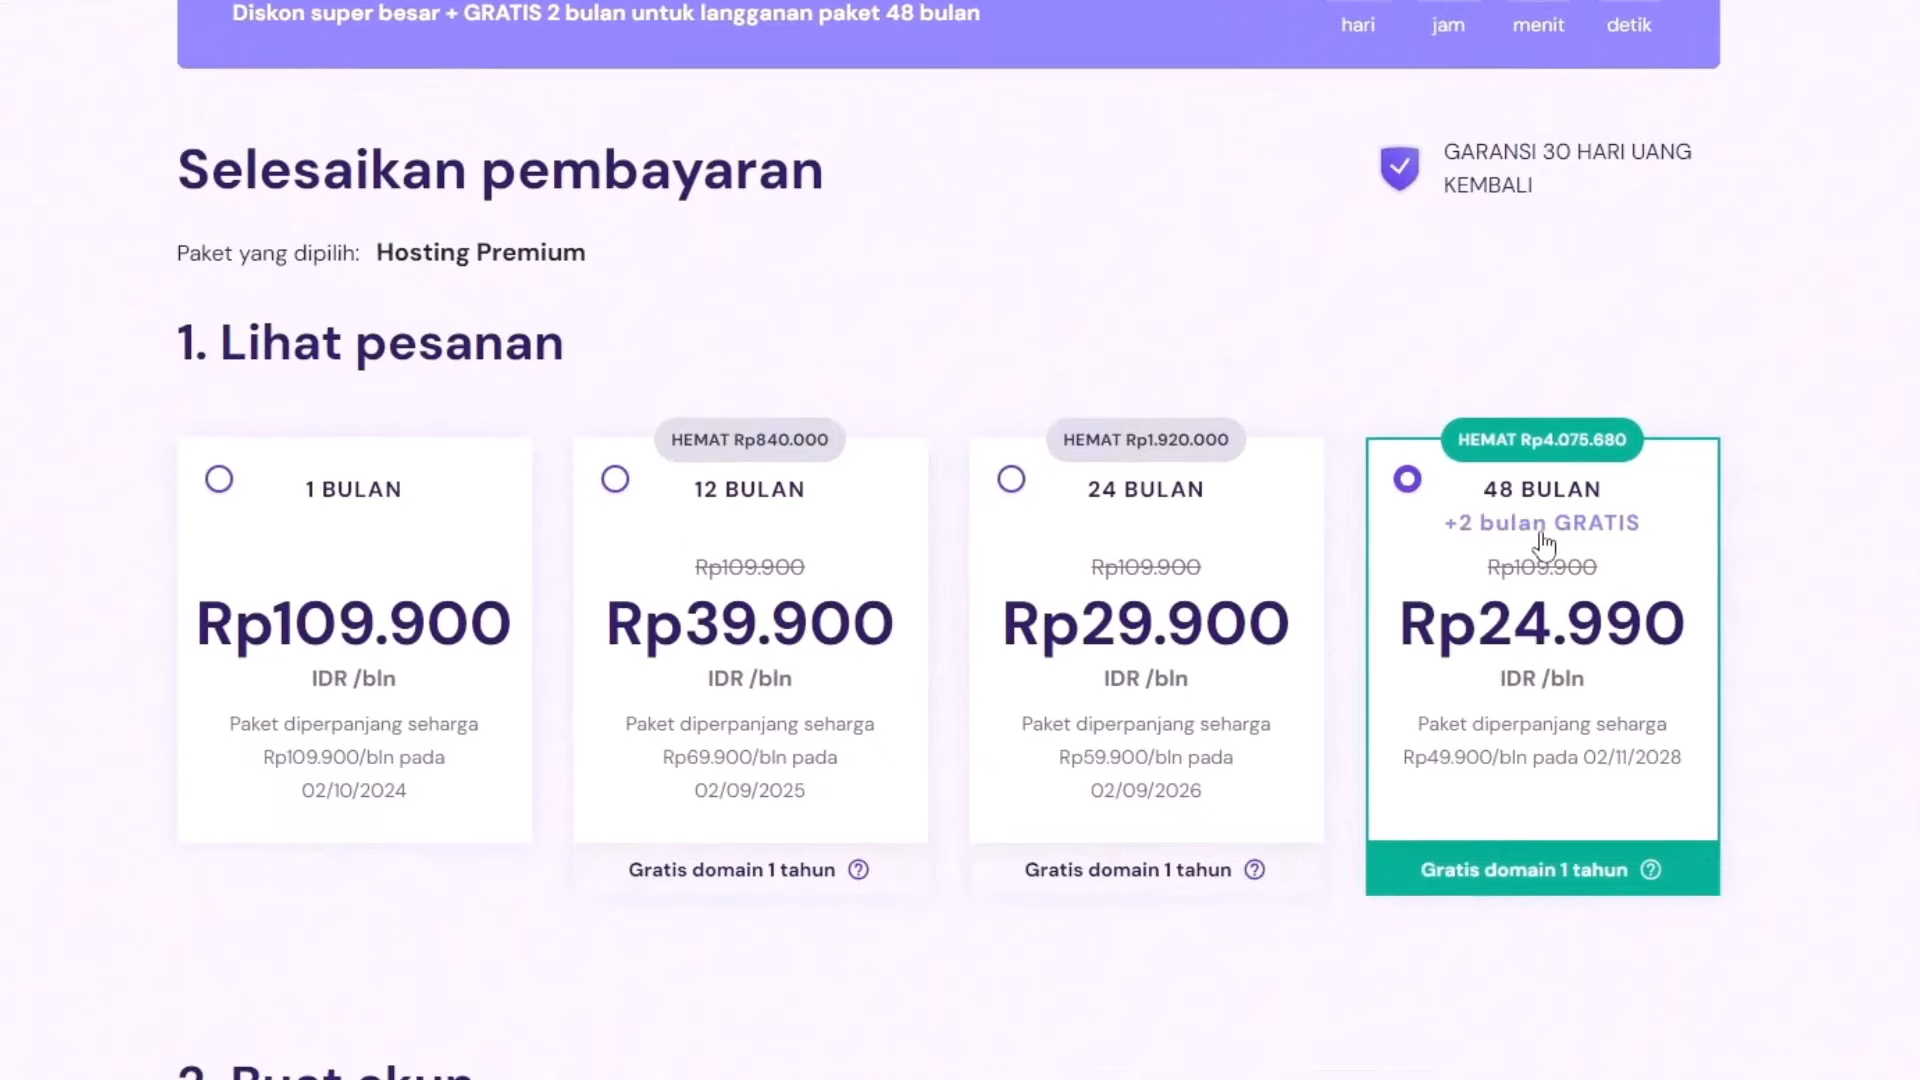 Diskon super besar + GRATIS 2 bulan untuk langganan paket 48 bulan
hari jam menit detik
Selesaikan pembayaran
GARANSI 30 HARI UANG
KEMBALI
Paket yang dipilih: Hosting Premium
1. Lihat pesanan
1 BULAN
Rp109.900
IDR /bln
Paket diperpanjang seharga
Rp109.900/bln pada
02/10/2024
HEMAT Rp840.000
12 BULAN
Rp109.900
Rp39.900
IDR /bln
Paket diperpanjang seharga
Rp69.900/bln pada
02/09/2025
Gratis domain 1 tahun
HEMAT Rp1.920.000
24 BULAN
Rp109.900
Rp29.900
IDR /bln
Paket diperpanjang seharga
Rp59.900/bln pada
02/09/2026
Gratis domain 1 tahun
HEMAT Rp4.075.680
48 BULAN
+2 bulan GRATIS
Rp109.900
Rp24.990
IDR /bln
Paket diperpanjang seharga
Rp49.900/bln pada 02/11/2028
Gratis domain 1 tahun
2. Buat akun